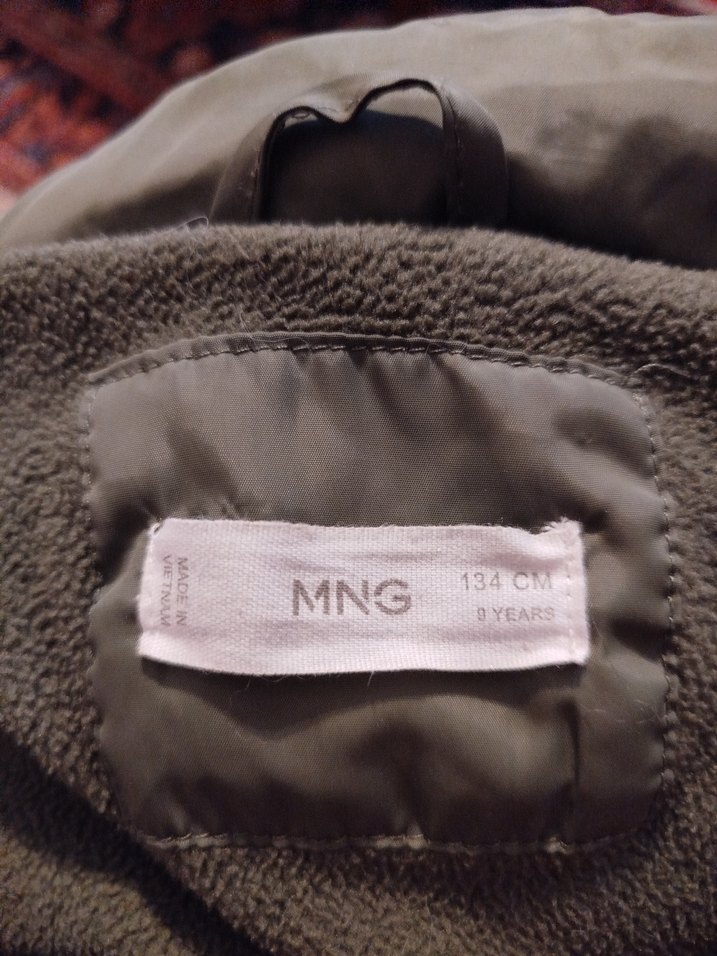 MADE IN
VIETNAM
MNG
134 CM
9 YEARS